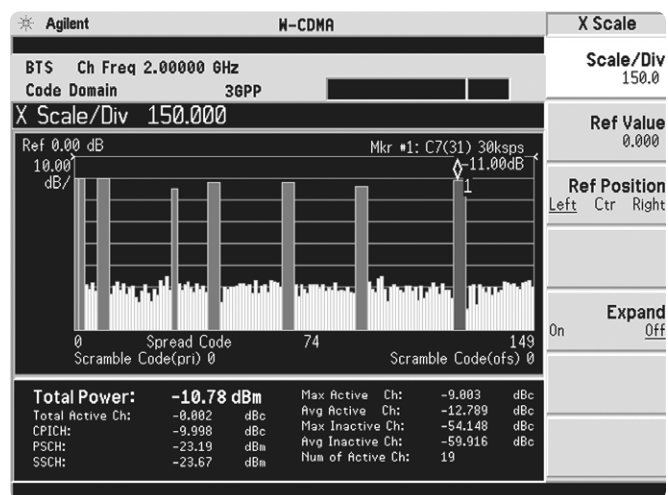 Agilent W-CDMA X Scale
BTS Ch Freq 2.00000 GHz
Code Domain 3GPP
X Scale/Div 150.000
Ref 0.00 dB Mkr #1: C7(31) 30ksps
10.00 -11.00dB
dB/ 1
0 Spread Code 74 149
Scramble Code(pri) 0 Scramble Code(ofs) 0
Total Power: -10.78 dBm
Total Active Ch: -0.002 dBc
CPICH: -9.998 dBc
PSCH: -23.19 dBm
SSCH: -23.67 dBm
Max Active Ch: -9.003 dBc
Avg Active Ch: -12.789 dBc
Max Inactive Ch: -54.148 dBc
Avg Inactive Ch: -59.916 dBc
Num of Active Ch: 19
Scale/Div
150.0
Ref Value
0.000
Ref Position
Left Ctr Right
Expand
On Off